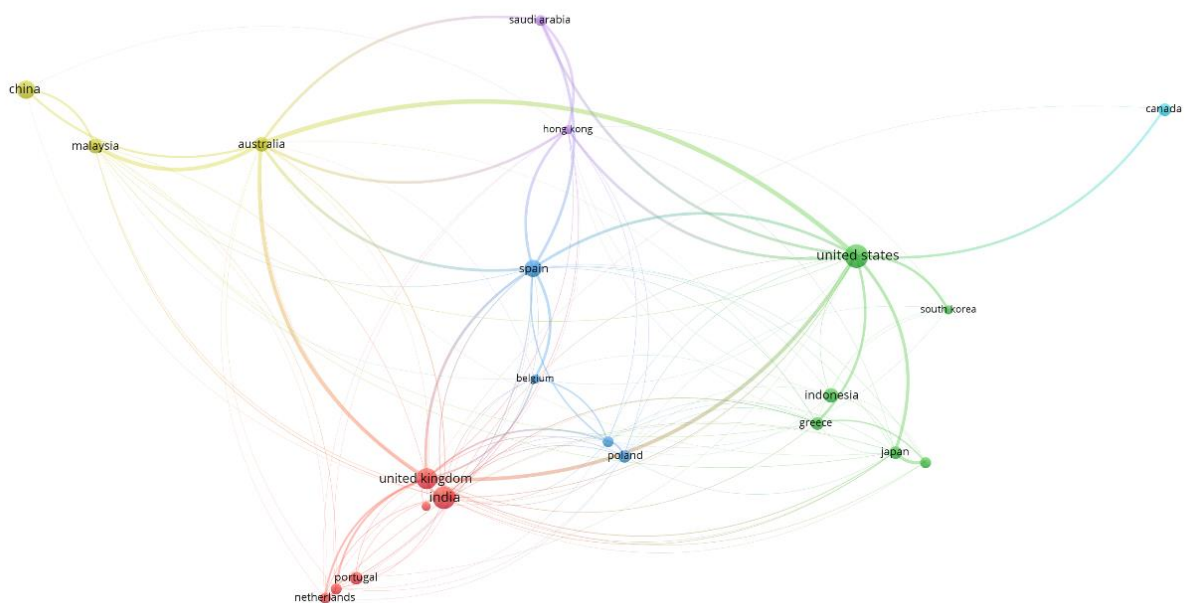 saudi arabia
china
canada
hong kong
malaysia
australia
united states
spain
south korea
belgium
indonesia
greece
japan
poland
united kingdom
india
portugal
netherlands